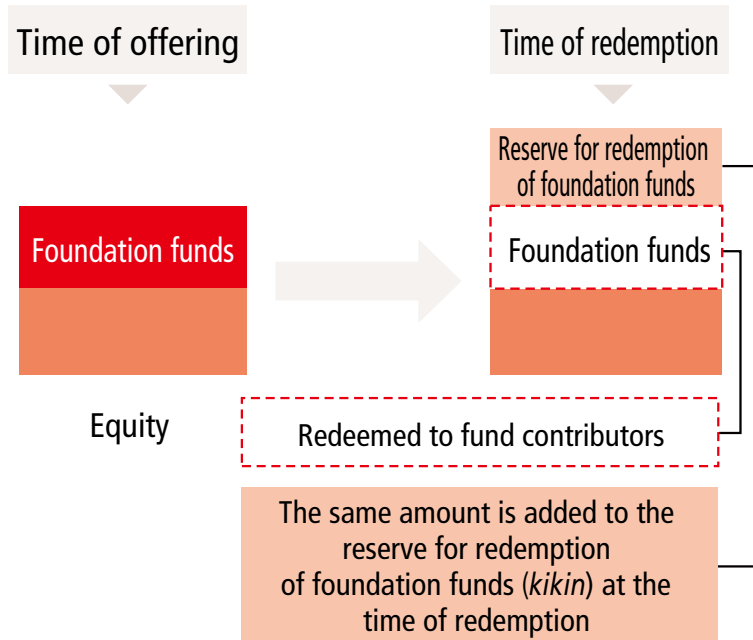 Time of offering
Time of redemption
Reserve for redemption
of foundation funds
Foundation funds
Foundation funds
Equity
Redeemed to fund contributors
The same amount is added to the
reserve for redemption
of foundation funds (kikin) at the
time of redemption